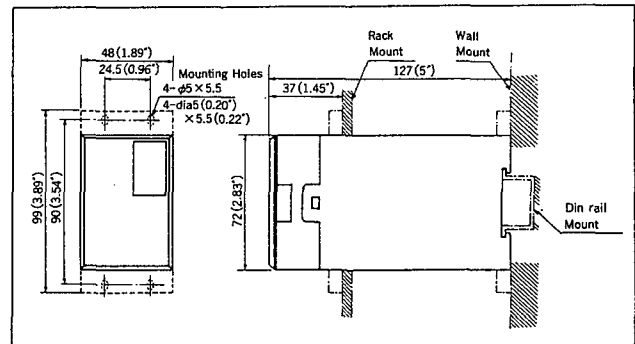 48 (1.89")
24.5 (0.96")
Mounting Holes
4-φ5×5.5
4-dia5 (0.20")
×5.5 (0.22")
99 (3.89")
90 (3.54")
Rack
Mount
Wall
Mount
127 (5")
37 (1.45")
72 (2.83")
Din rail
Mount